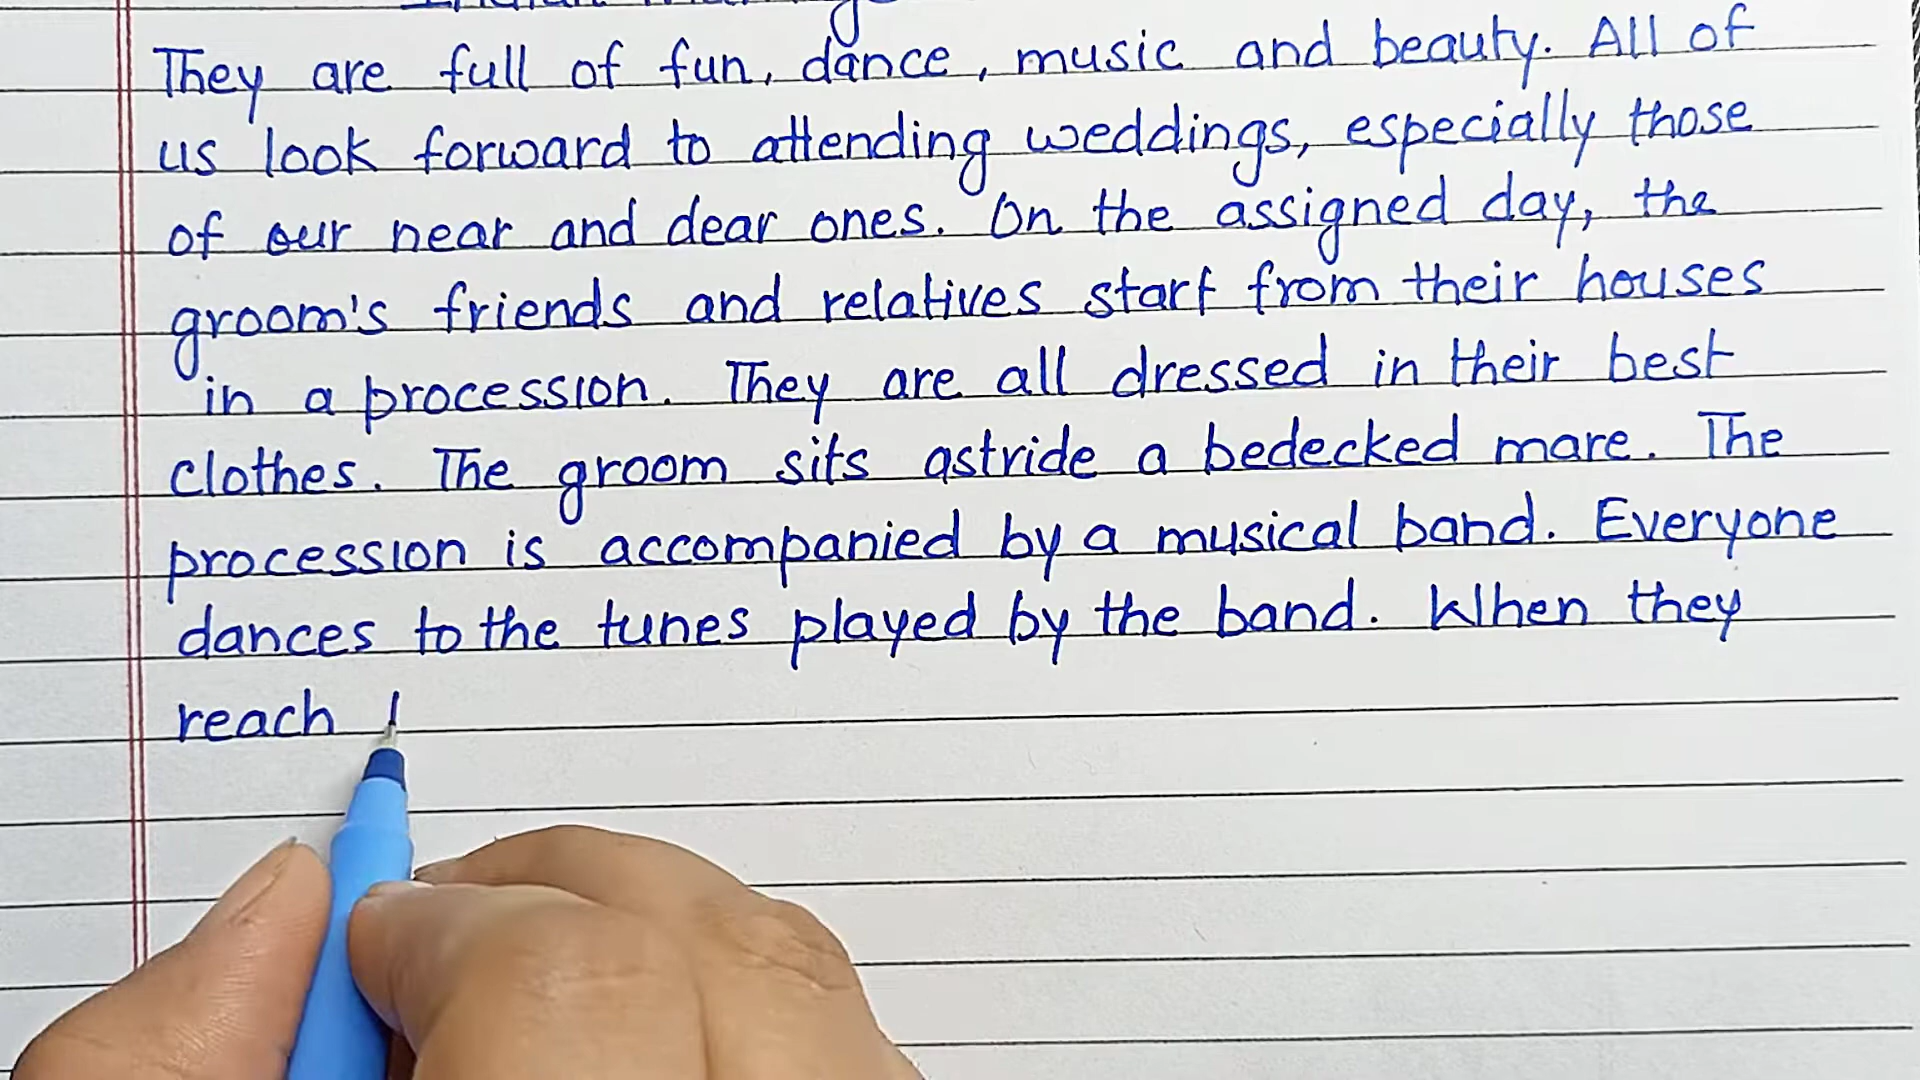 They are full of fun, dance, music and beauty. All of
us look forward to attending weddings, especially those
of our near and dear ones. On the assigned day, the
groom's friends and relatives start from their houses
in a procession. They are all dressed in their best
clothes. The groom sits astride a bedecked mare. The
procession is accompanied by a musical band. Everyone
dances to the tunes played by the band. When they
reach